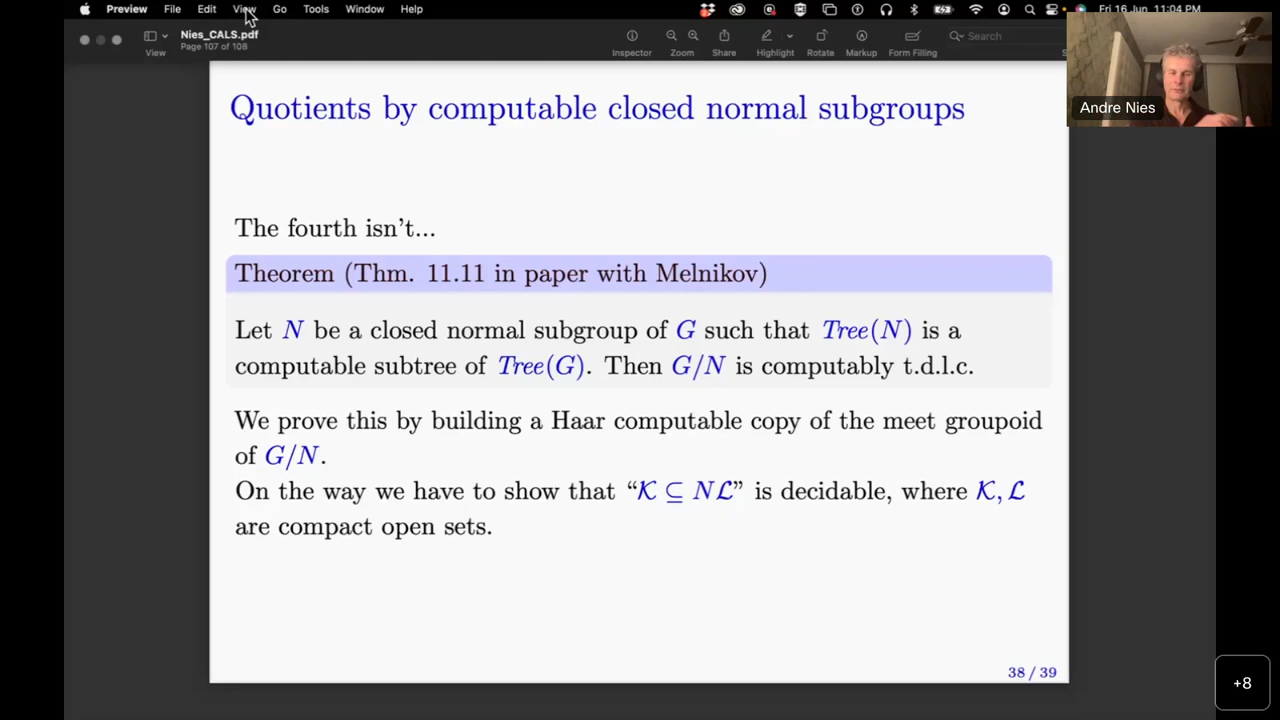 Preview File Edit View Go Tools Window Help
Fri 16 Jun 11:04 PM
Nies_CALS.pdf
Page 107 of 108
View
Inspector Zoom Share Highlight Rotate Markup Form Filling
Search
Andre Nies
Quotients by computable closed normal subgroups
The fourth isn't...
Theorem (Thm. 11.11 in paper with Melnikov)
Let N be a closed normal subgroup of G such that Tree(N) is a
computable subtree of Tree(G). Then G/N is computably t.d.l.c.
We prove this by building a Haar computable copy of the meet groupoid
of G/N.
On the way we have to show that “𝒦 ⊆ Nℒ” is decidable, where 𝒦, ℒ
are compact open sets.
38 / 39
+8